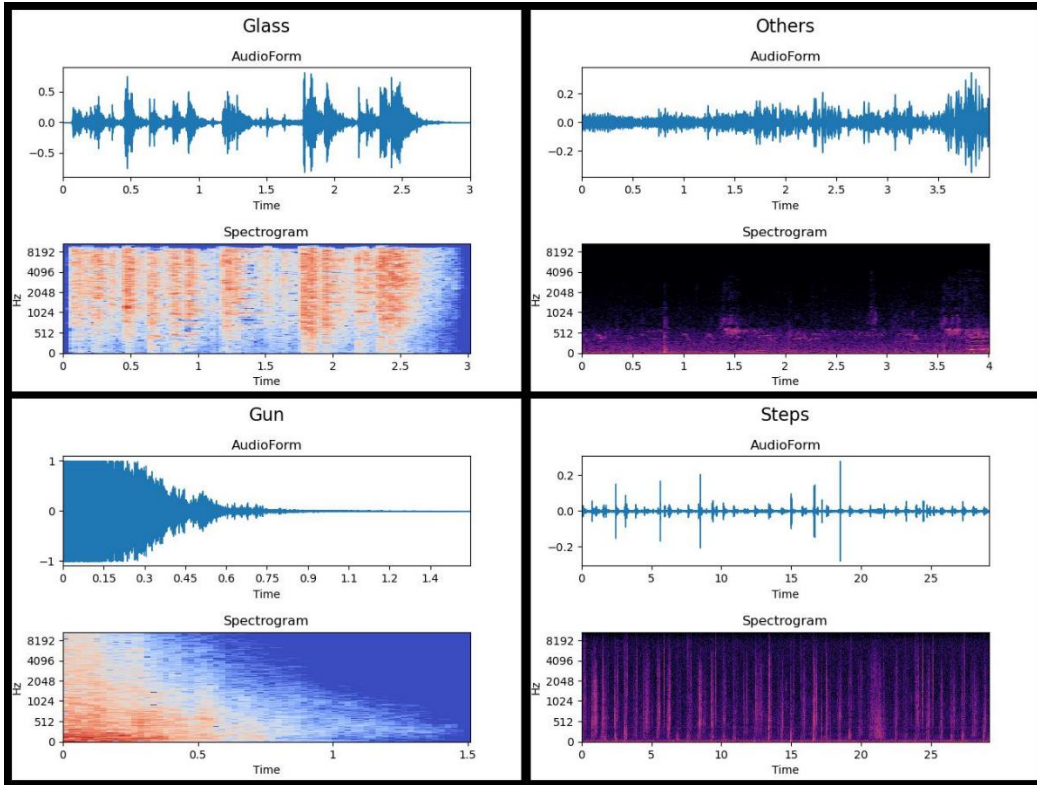 Glass
AudioForm
0.5
0.0
−0.5
0 0.5 1 1.5 2 2.5 3
Time
Spectrogram
8192
4096
2048
1024
512
0
Hz
0 0.5 1 1.5 2 2.5 3
Time
Others
AudioForm
0.2
0.0
−0.2
0 0.5 1 1.5 2 2.5 3 3.5
Time
Spectrogram
8192
4096
2048
1024
512
0
Hz
0 0.5 1 1.5 2 2.5 3 3.5 4
Time
Gun
AudioForm
1
0
−1
0 0.15 0.3 0.45 0.6 0.75 0.9 1.1 1.2 1.4
Time
Spectrogram
8192
4096
2048
1024
512
0
Hz
0 0.5 1 1.5
Time
Steps
AudioForm
0.2
0.0
−0.2
0 5 10 15 20 25
Time
Spectrogram
8192
4096
2048
1024
512
0
Hz
0 5 10 15 20 25
Time